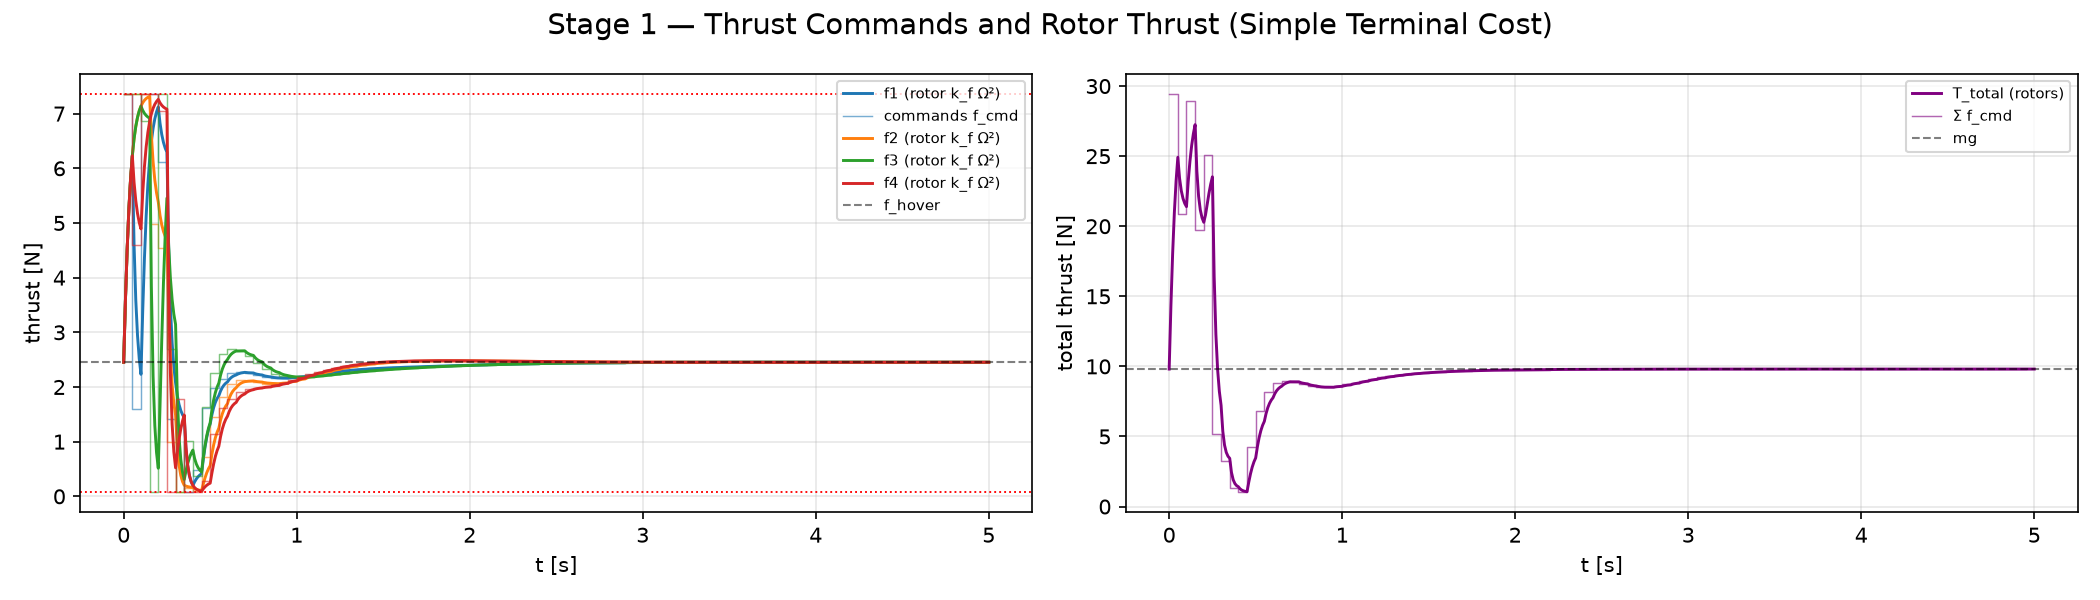 Stage 1 — Thrust Commands and Rotor Thrust (Simple Terminal Cost)
thrust [N]
7
6
5
4
3
2
1
0
f1 (rotor k_f Ω²)
commands f_cmd
f2 (rotor k_f Ω²)
f3 (rotor k_f Ω²)
f4 (rotor k_f Ω²)
f_hover
0 1 2 3 4 5
t [s]
total thrust [N]
30
25
20
15
10
5
0
T_total (rotors)
Σ f_cmd
mg
0 1 2 3 4 5
t [s]